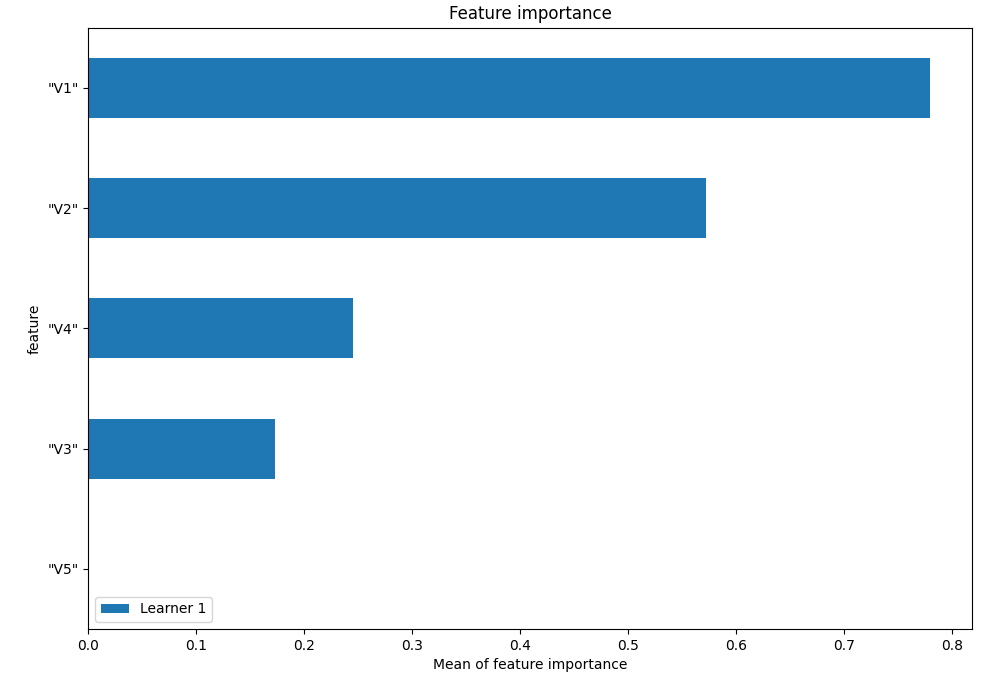 Feature importance
"V1"
"V2"
"V4"
"V3"
"V5"
feature
Learner 1
0.0 0.1 0.2 0.3 0.4 0.5 0.6 0.7 0.8
Mean of feature importance